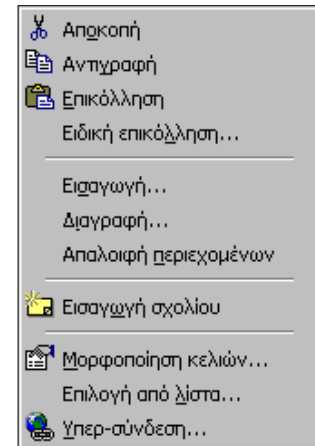 Αποκοπή
Αντιγραφή
Επικόλληση
Ειδική επικόλληση...
Εισαγωγή...
Διαγραφή...
Απαλοιφή περιεχομένων
Εισαγωγή σχολίου
Μορφοποίηση κελιών...
Επιλογή από λίστα...
Υπερ-σύνδεση...